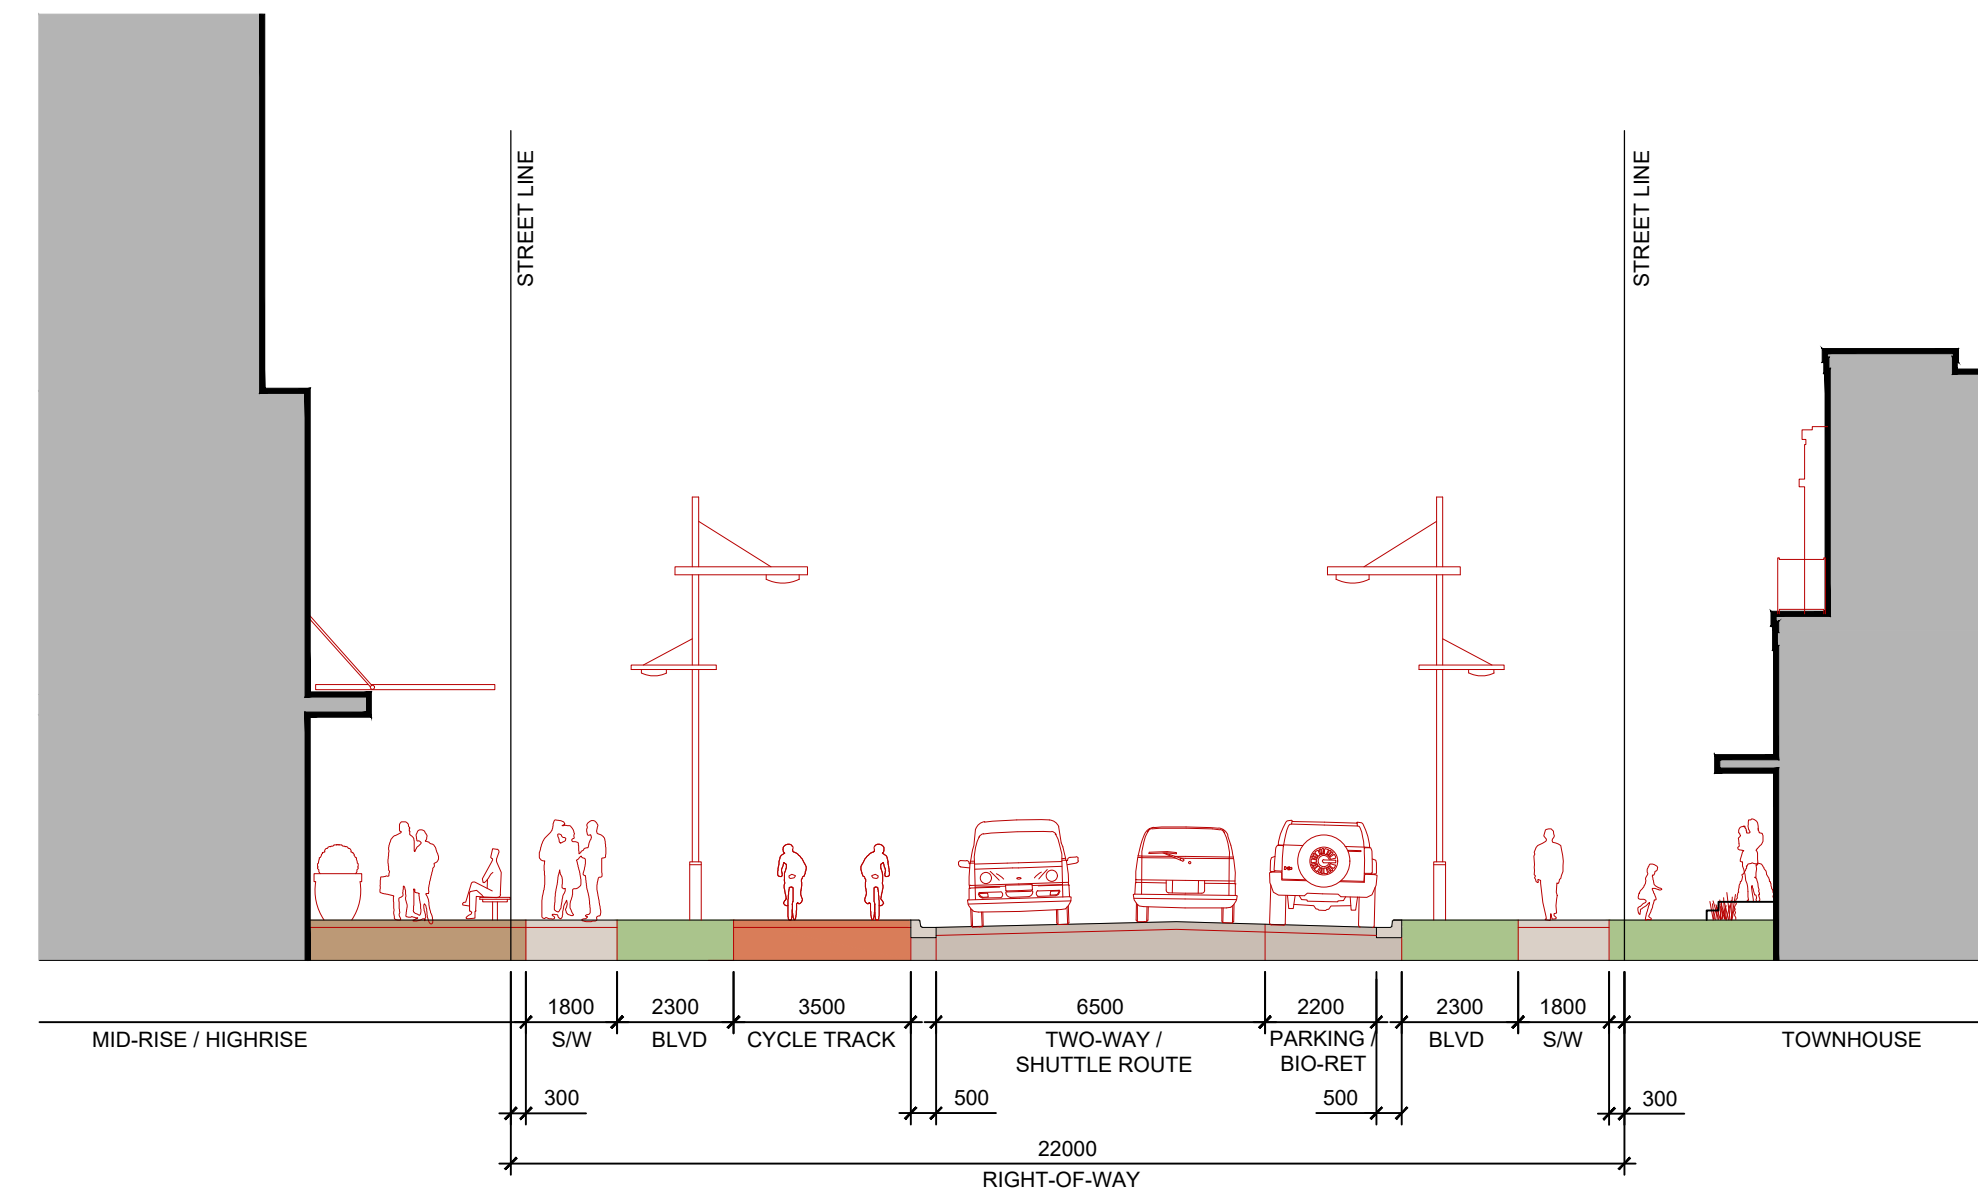 STREET LINE
STREET LINE
1800
2300
3500
6500
2200
2300
1800
MID-RISE / HIGHRISE
S/W
BLVD
CYCLE TRACK
TWO-WAY /
SHUTTLE ROUTE
PARKING /
BIO-RET
BLVD
S/W
TOWNHOUSE
300
500
500
300
22000
RIGHT-OF-WAY